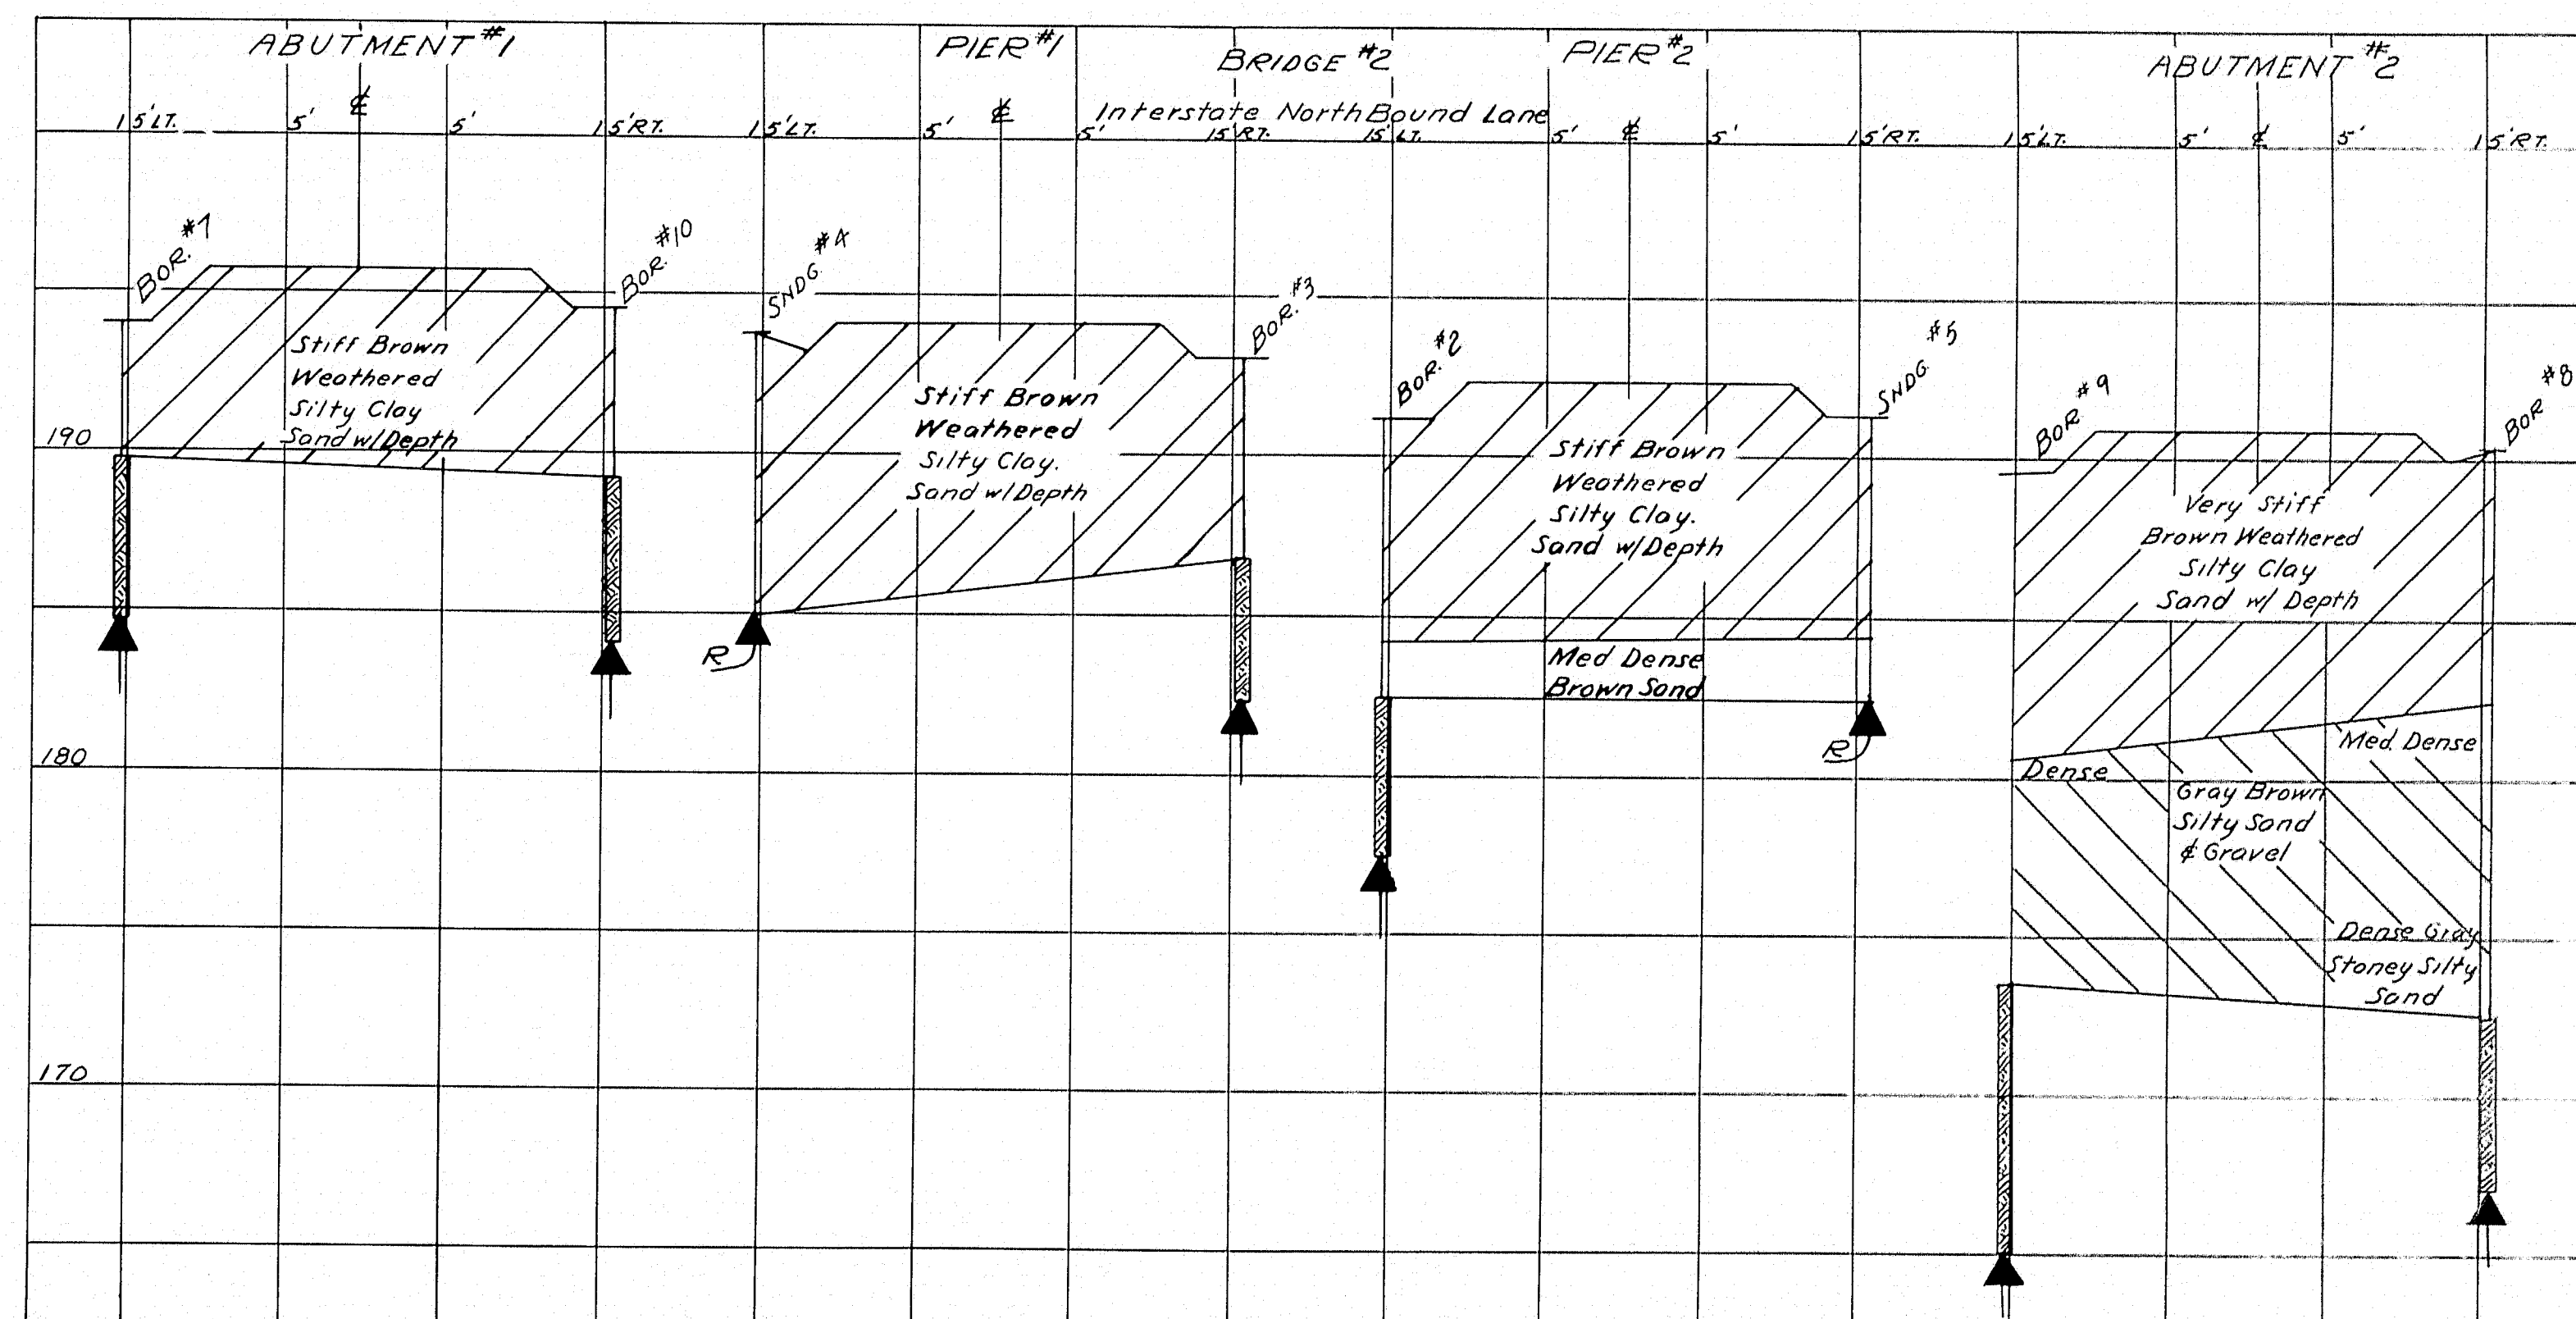 ABUTMENT #1
PIER #1
BRIDGE #2
PIER #2
ABUTMENT #2
Interstate NorthBound Lane
15'LT. 5' ℄ 5' 15'RT. 15'LT. 5' ℄ 5' 15'RT. 15'LT. 5' ℄ 5' 15'RT. 15'LT. 5' ℄ 5' 15'RT.
BOR. #7
BOR. #10
SNDG. #4
BOR. #3
BOR. #2
SNDG. #5
BOR #9
BOR #8
Stiff Brown
Weathered
Silty Clay
Sand w/Depth
Stiff Brown
Weathered
Silty Clay.
Sand w/Depth
Stiff Brown
Weathered
Silty Clay.
Sand w/Depth
Very Stiff
Brown Weathered
Silty Clay
Sand w/ Depth
190
R
Med Dense
Brown Sand
R
180
Dense
Med. Dense
Gray Brown
Silty Sand
& Gravel
Dense Gray
Stoney Silty
Sand
170